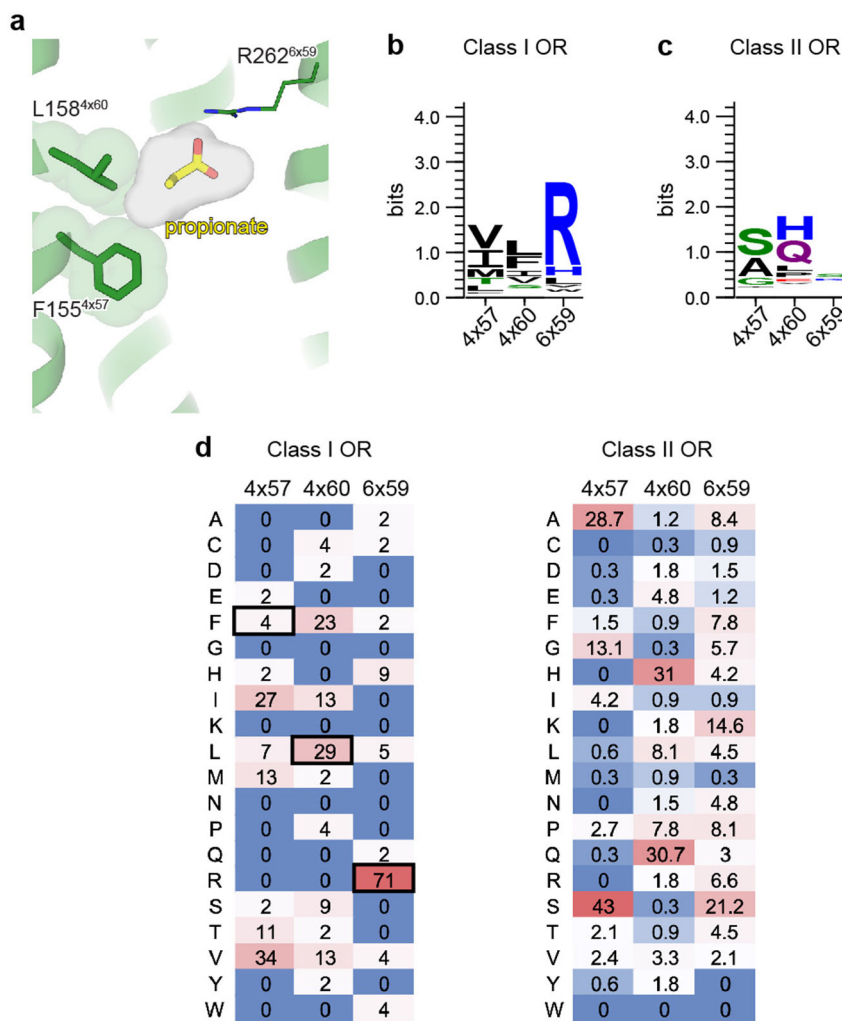 a
R262⁶ˣ⁵⁹
L158⁴ˣ⁶⁰
propionate
F155⁴ˣ⁵⁷
b Class I OR
bits
4.0
3.0
2.0
1.0
0.0
V I M T L
L F I V S
R H L V W
4x57 4x60 6x59
c Class II OR
bits
4.0
3.0
2.0
1.0
0.0
S A G
H Q L P
4x57 4x60 6x59
d Class I OR
4x57 4x60 6x59
A 0 0 2
C 0 4 2
D 0 2 0
E 2 0 0
F 4 23 2
G 0 0 0
H 2 0 9
I 27 13 0
K 0 0 0
L 7 29 5
M 13 2 0
N 0 0 0
P 0 4 0
Q 0 0 2
R 0 0 71
S 2 9 0
T 11 2 0
V 34 13 4
Y 0 2 0
W 0 0 4
Class II OR
4x57 4x60 6x59
A 28.7 1.2 8.4
C 0 0.3 0.9
D 0.3 1.8 1.5
E 0.3 4.8 1.2
F 1.5 0.9 7.8
G 13.1 0.3 5.7
H 0 31 4.2
I 4.2 0.9 0.9
K 0 1.8 14.6
L 0.6 8.1 4.5
M 0.3 0.9 0.3
N 0 1.5 4.8
P 2.7 7.8 8.1
Q 0.3 30.7 3
R 0 1.8 6.6
S 43 0.3 21.2
T 2.1 0.9 4.5
V 2.4 3.3 2.1
Y 0.6 1.8 0
W 0 0 0